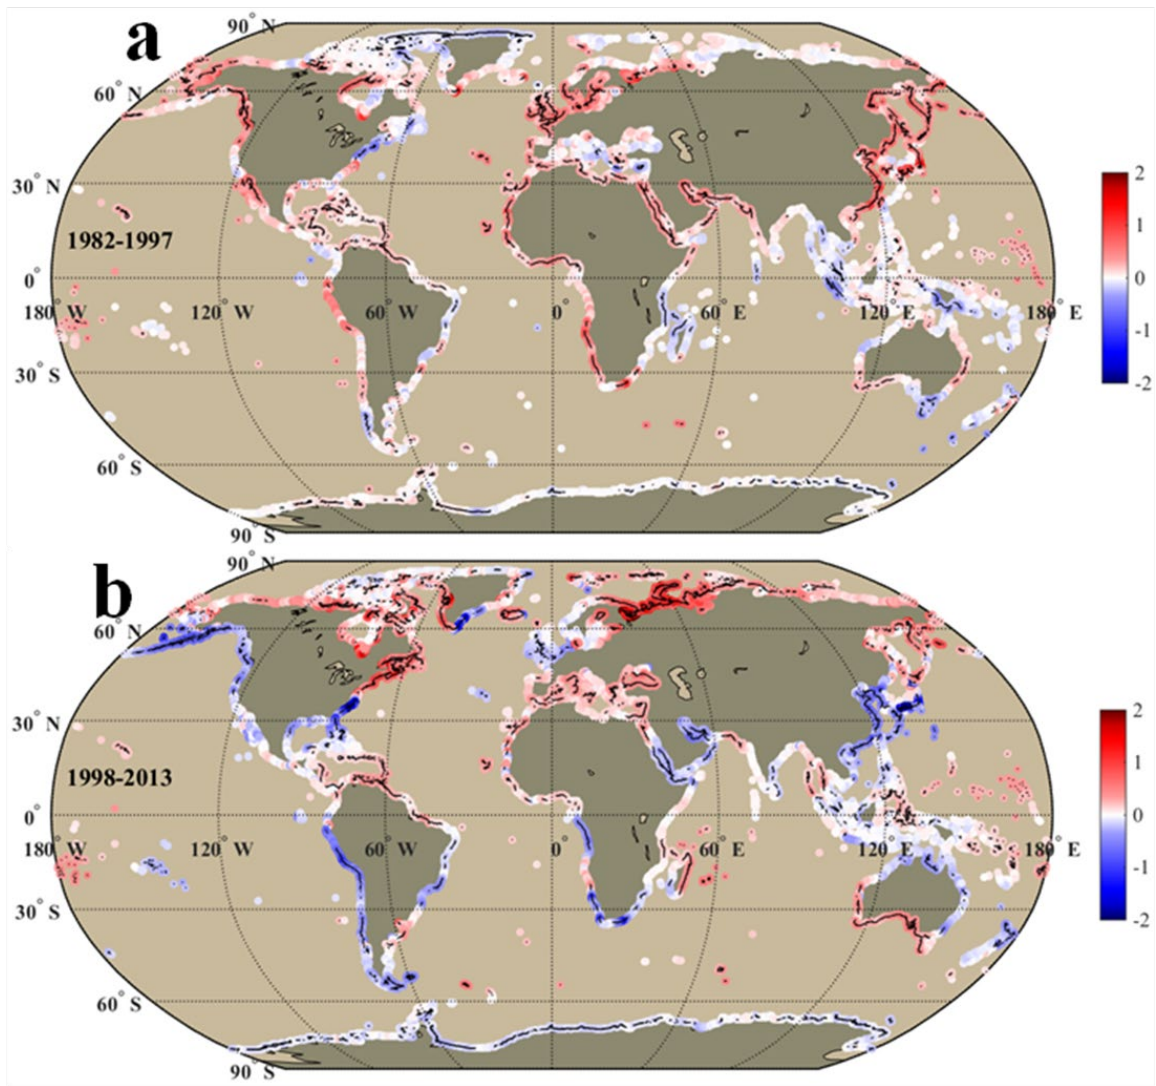 a
90° N
60° N
30° N
1982-1997
0°
180° W
120° W
60° W
0°
60° E
120° E
180° E
30° S
60° S
90° S
2
1
0
-1
-2
b
90° N
60° N
30° N
1998-2013
0°
180° W
120° W
60° W
0°
60° E
120° E
180° E
30° S
60° S
90° S
2
1
0
-1
-2